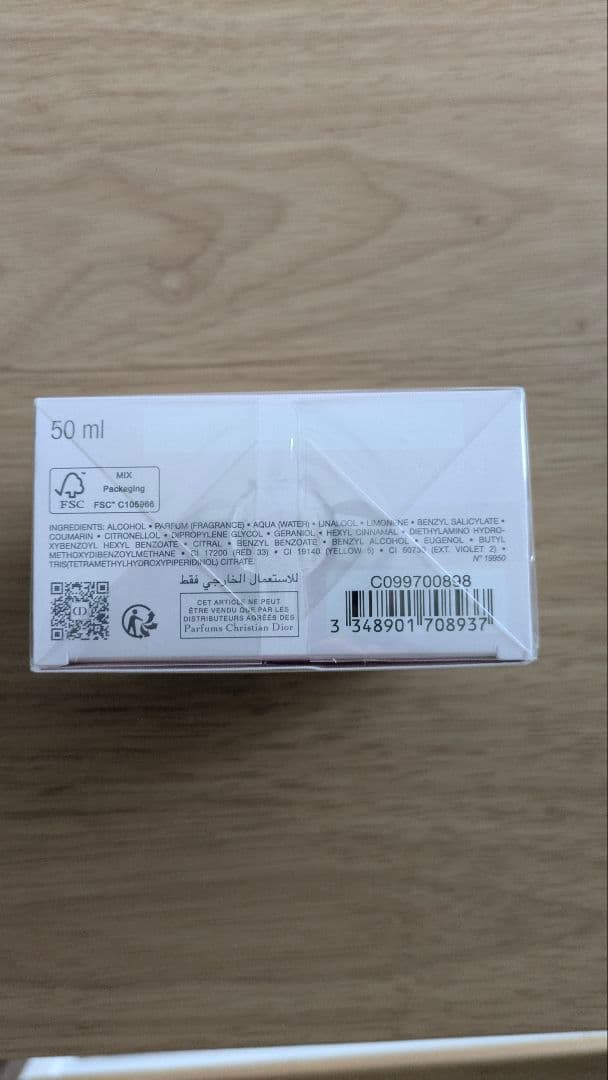 50 ml
FSC™
MIX
Packaging
FSC™ C105966
INGREDIENTS: ALCOHOL • PARFUM (FRAGRANCE) • AQUA (WATER) • LINALOOL • LIMONENE • BENZYL SALICYLATE •
COUMARIN • CITRONELLOL • DIPROPYLENE GLYCOL • GERANIOL • HEXYL CINNAMAL • DIETHYLAMINO HYDRO-
XYBENZOYL HEXYL BENZOATE • CITRAL • BENZYL BENZOATE • BENZYL ALCOHOL • EUGENOL • BUTYL
METHOXYDIBENZOYLMETHANE • CI 17200 (RED 33) • CI 19140 (YELLOW 5) • CI 60730 (EXT. VIOLET 2) •
TRIS(TETRAMETHYLHYDROXYPIPERIDINOL) CITRATE. N° 19950
للاستعمال الخارجي فقط
CET ARTICLE NE PEUT
ÊTRE VENDU QUE PAR LES
DISTRIBUTEURS AGRÉÉS DES
Parfums Christian Dior
C099700898
3 348901 708937